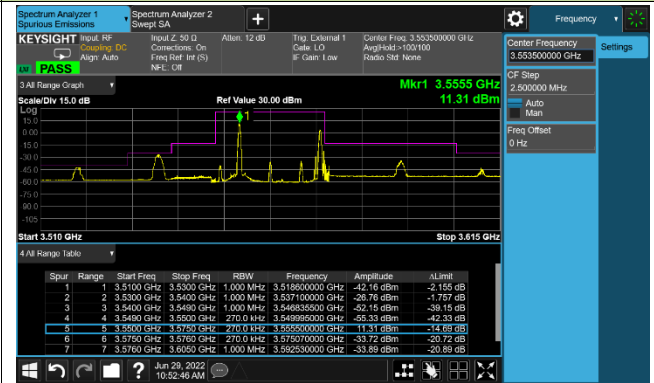 Spectrum Analyzer 1
Spurious Emissions
Spectrum Analyzer 2
Swept SA
+
Frequency
KEYSIGHT
Input: RF
Coupling: DC
Align: Auto
Input Z: 50 Ω
Corrections: On
Freq Ref: Int (S)
NFE: Off
Atten: 12 dB
Trig: External 1
Gate: LO
IF Gain: Low
Center Freq: 3.553500000 GHz
Avg|Hold:>100/100
Radio Std: None
PASS
3 All Range Graph
Mkr1 3.5555 GHz
Scale/Div 15.0 dB
Ref Value 30.00 dBm
11.31 dBm
Log
15.0
0.00
-15.0
-30.0
-45.0
-60.0
-75.0
-90.0
-105
1
Start 3.510 GHz
Stop 3.615 GHz
4 All Range Table
Spur Range Start Freq Stop Freq RBW Frequency Amplitude ΔLimit
1 1 3.5100 GHz 3.5300 GHz 1.000 MHz 3.518600000 GHz -42.16 dBm -2.155 dB
2 2 3.5300 GHz 3.5400 GHz 1.000 MHz 3.537100000 GHz -26.76 dBm -1.757 dB
3 3 3.5400 GHz 3.5490 GHz 1.000 MHz 3.546835500 GHz -52.15 dBm -39.15 dB
4 4 3.5490 GHz 3.5500 GHz 270.0 kHz 3.549995000 GHz -55.33 dBm -42.33 dB
5 5 3.5500 GHz 3.5750 GHz 270.0 kHz 3.555500000 GHz 11.31 dBm -14.69 dB
6 6 3.5750 GHz 3.5760 GHz 270.0 kHz 3.575070000 GHz -33.72 dBm -20.72 dB
7 7 3.5760 GHz 3.6050 GHz 1.000 MHz 3.592530000 GHz -33.89 dBm -20.89 dB
Center Frequency
3.553500000 GHz
Settings
CF Step
2.500000 MHz
Auto
Man
Freq Offset
0 Hz
?
Jun 29, 2022
10:52:46 AM